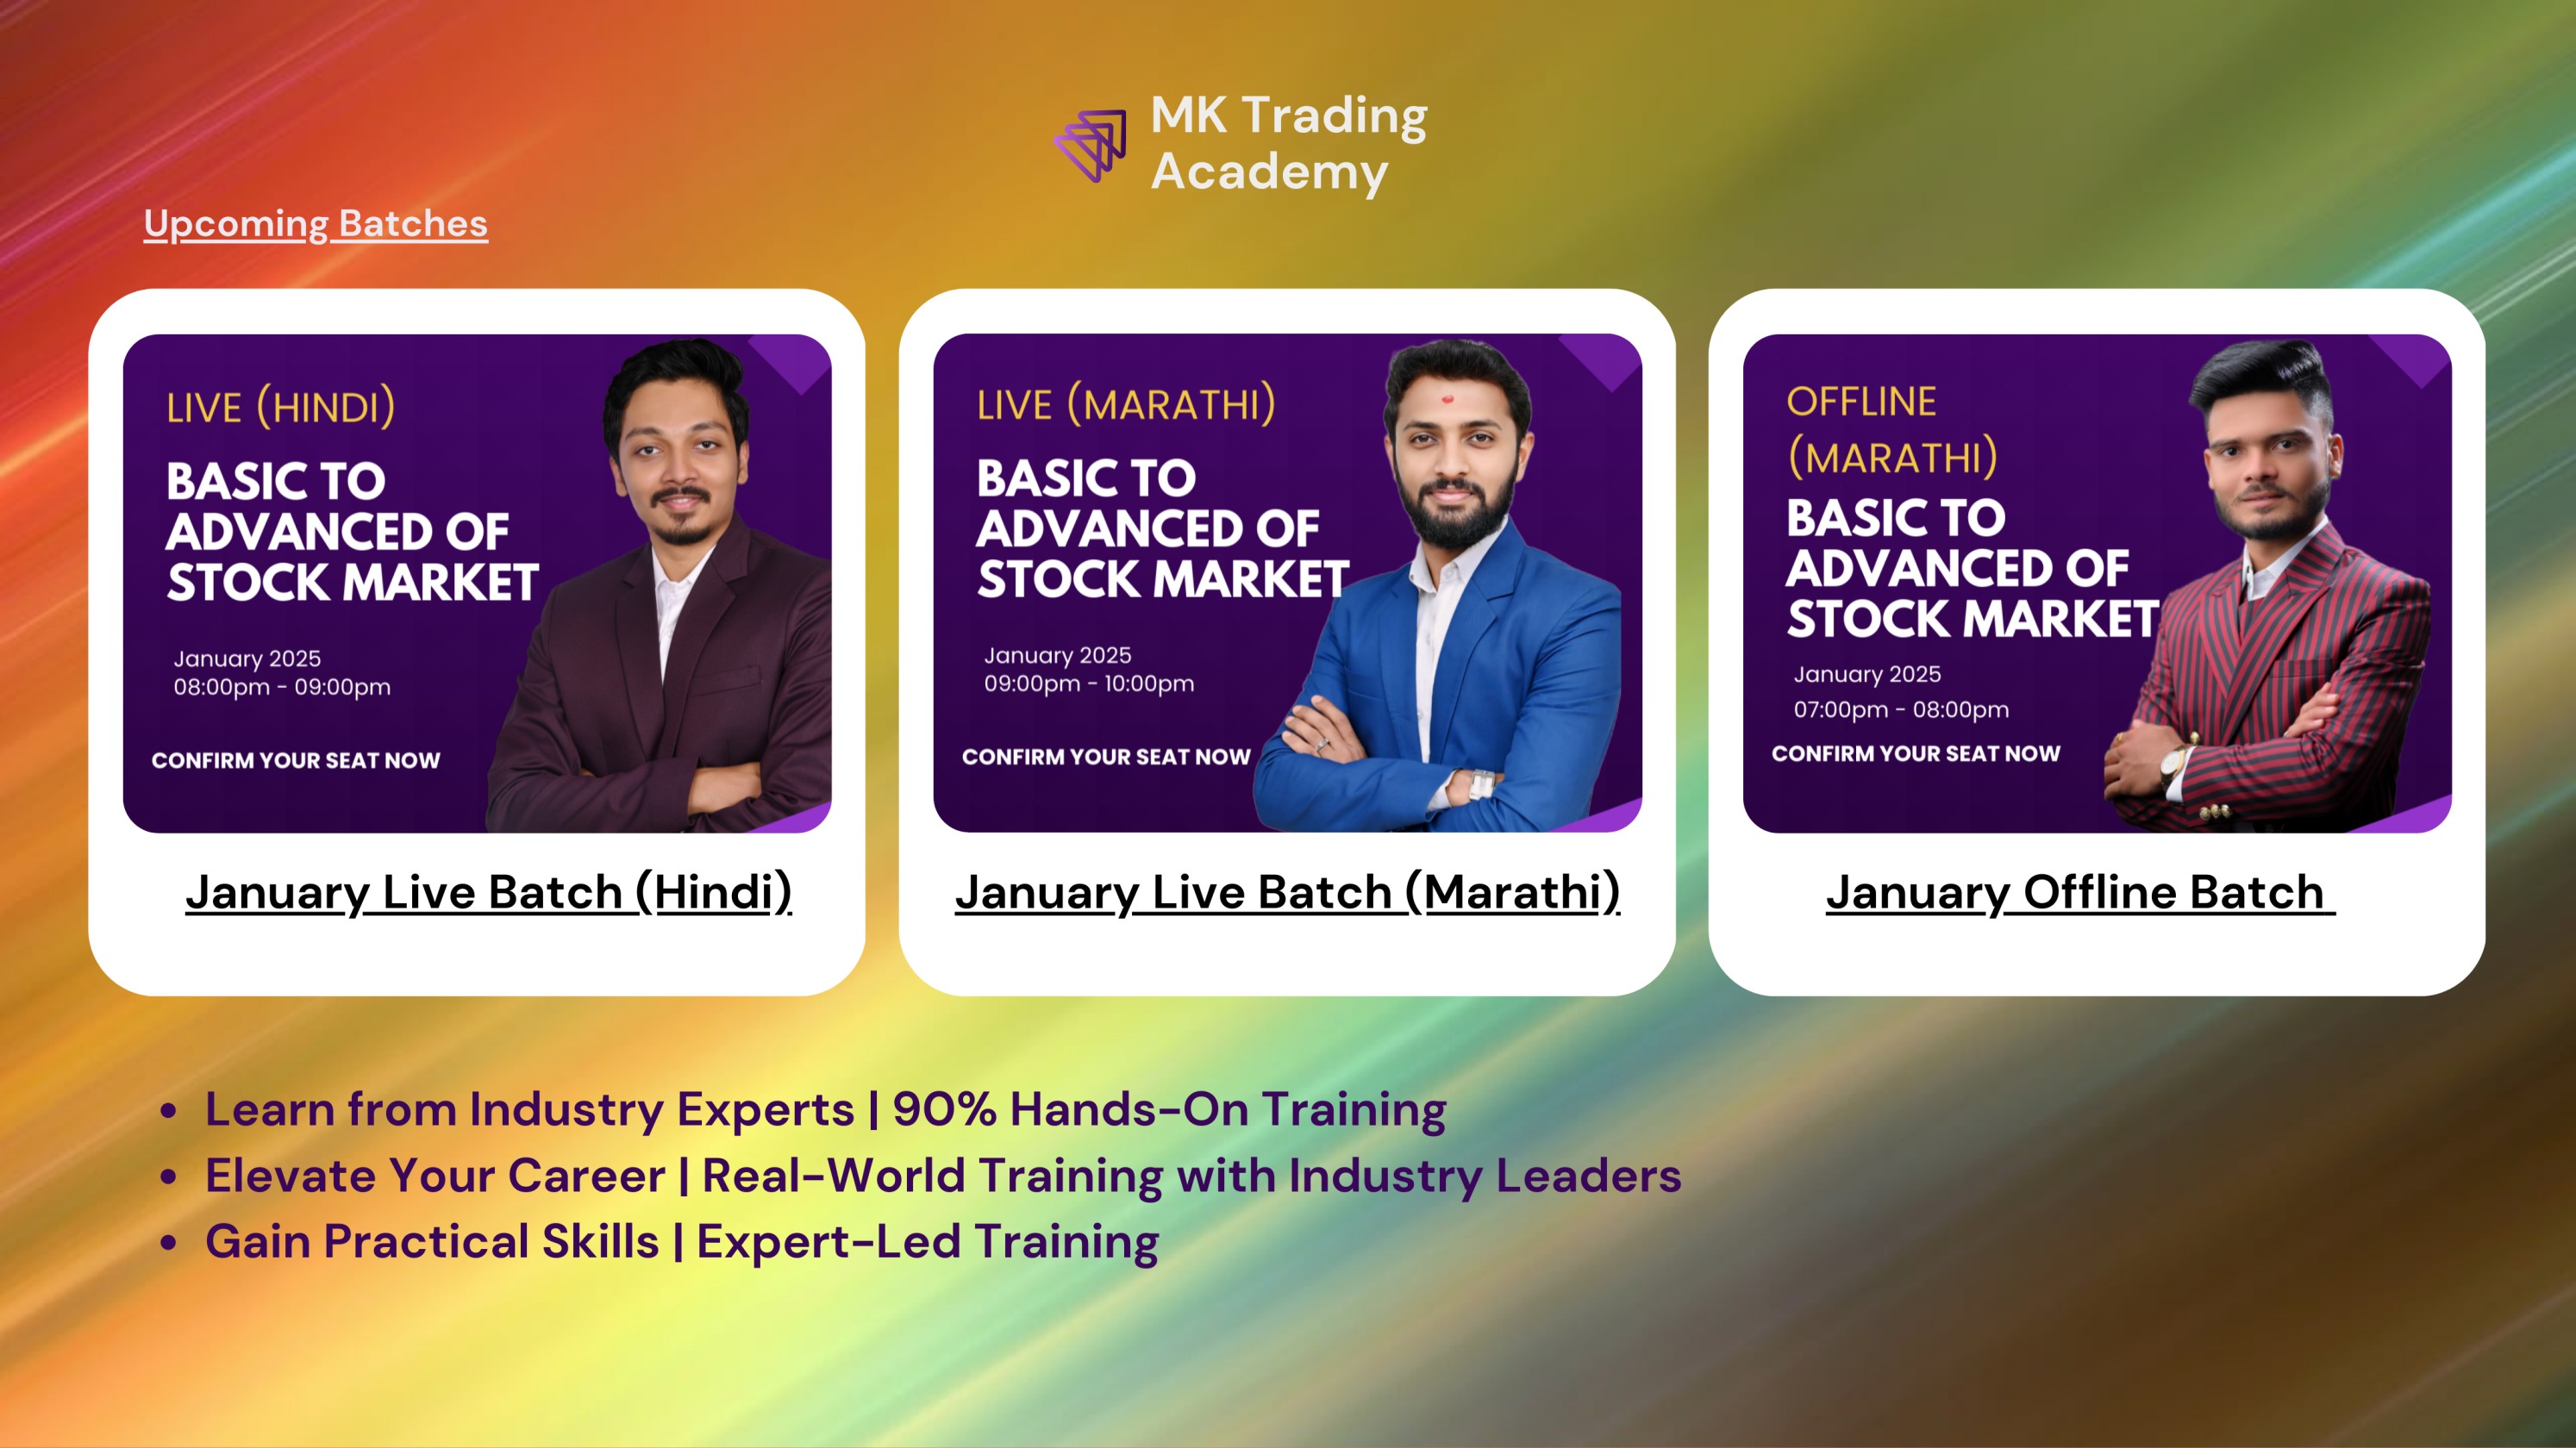 MK Trading
Academy
Upcoming Batches
LIVE (HINDI)
BASIC TO
ADVANCED OF
STOCK MARKET
January 2025
08:00pm - 09:00pm
CONFIRM YOUR SEAT NOW
January Live Batch (Hindi)
LIVE (MARATHI)
BASIC TO
ADVANCED OF
STOCK MARKET
January 2025
09:00pm - 10:00pm
CONFIRM YOUR SEAT NOW
January Live Batch (Marathi)
OFFLINE
(MARATHI)
BASIC TO
ADVANCED OF
STOCK MARKET
January 2025
07:00pm - 08:00pm
CONFIRM YOUR SEAT NOW
January Offline Batch
• Learn from Industry Experts | 90% Hands-On Training
• Elevate Your Career | Real-World Training with Industry Leaders
• Gain Practical Skills | Expert-Led Training